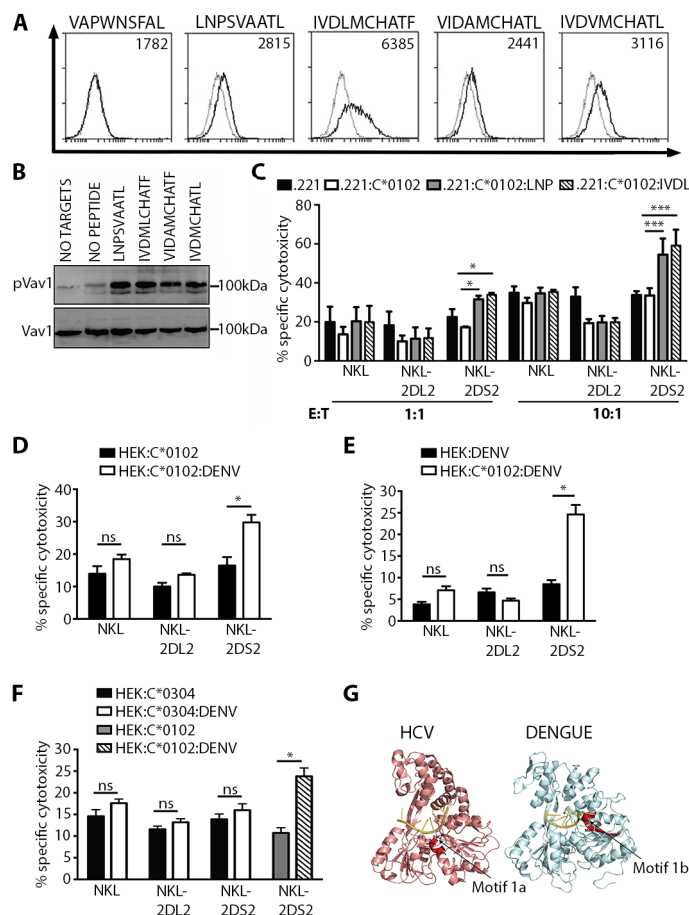 A
VAPWNSFAL
1782
LNPSVAATL
2815
IVDLMCHATF
6385
VIDAMCHATL
2441
IVDVMCHATL
3116
B
NO TARGETS
NO PEPTIDE
LNPSVAATL
IVDMLCHATF
VIDAMCHATF
IVDMCHATL
pVav1
100kDa
Vav1
100kDa
C
.221
.221:C*0102
.221:C*0102:LNP
.221:C*0102:IVDL
% specific cytotoxicity
80
60
40
20
0
*
*
***
***
NKL
NKL-2DL2
NKL-2DS2
NKL
NKL-2DL2
NKL-2DS2
E:T
1:1
10:1
D
HEK:C*0102
HEK:C*0102:DENV
% specific cytotoxicity
40
30
20
10
0
ns
ns
*
NKL
NKL-2DL2
NKL-2DS2
E
HEK:DENV
HEK:C*0102:DENV
% specific cytotoxicity
30
25
20
15
10
5
0
ns
ns
*
NKL
NKL-2DL2
NKL-2DS2
F
HEK:C*0304
HEK:C*0304:DENV
HEK:C*0102
HEK:C*0102:DENV
% specific cytotoxicity
30
25
20
15
10
5
0
ns
ns
ns
*
NKL
NKL-2DL2
NKL-2DS2
NKL-2DS2
G
HCV
DENGUE
Motif 1a
Motif 1b